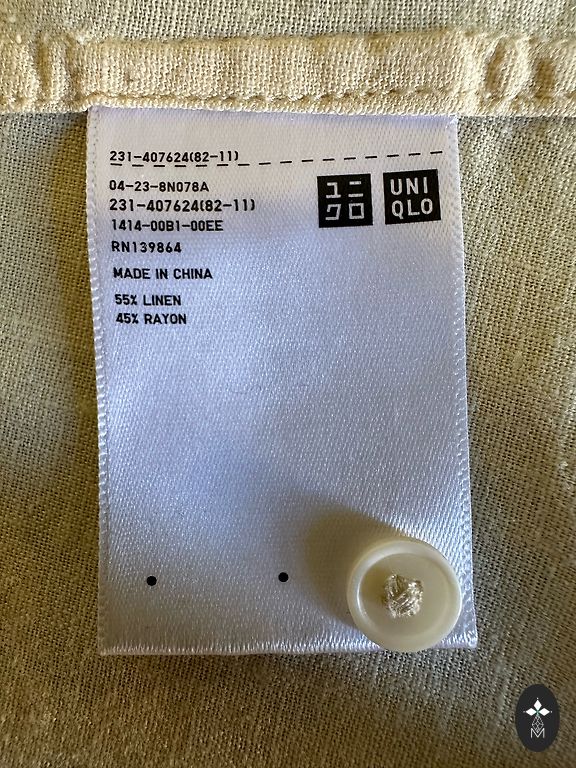 231-407624(82-11)
04-23-8N078A
231-407624(82-11)
1414-00B1-00EE
RN139864
MADE IN CHINA
55% LINEN
45% RAYON
ユニ
クロ
UNI
QLO
M